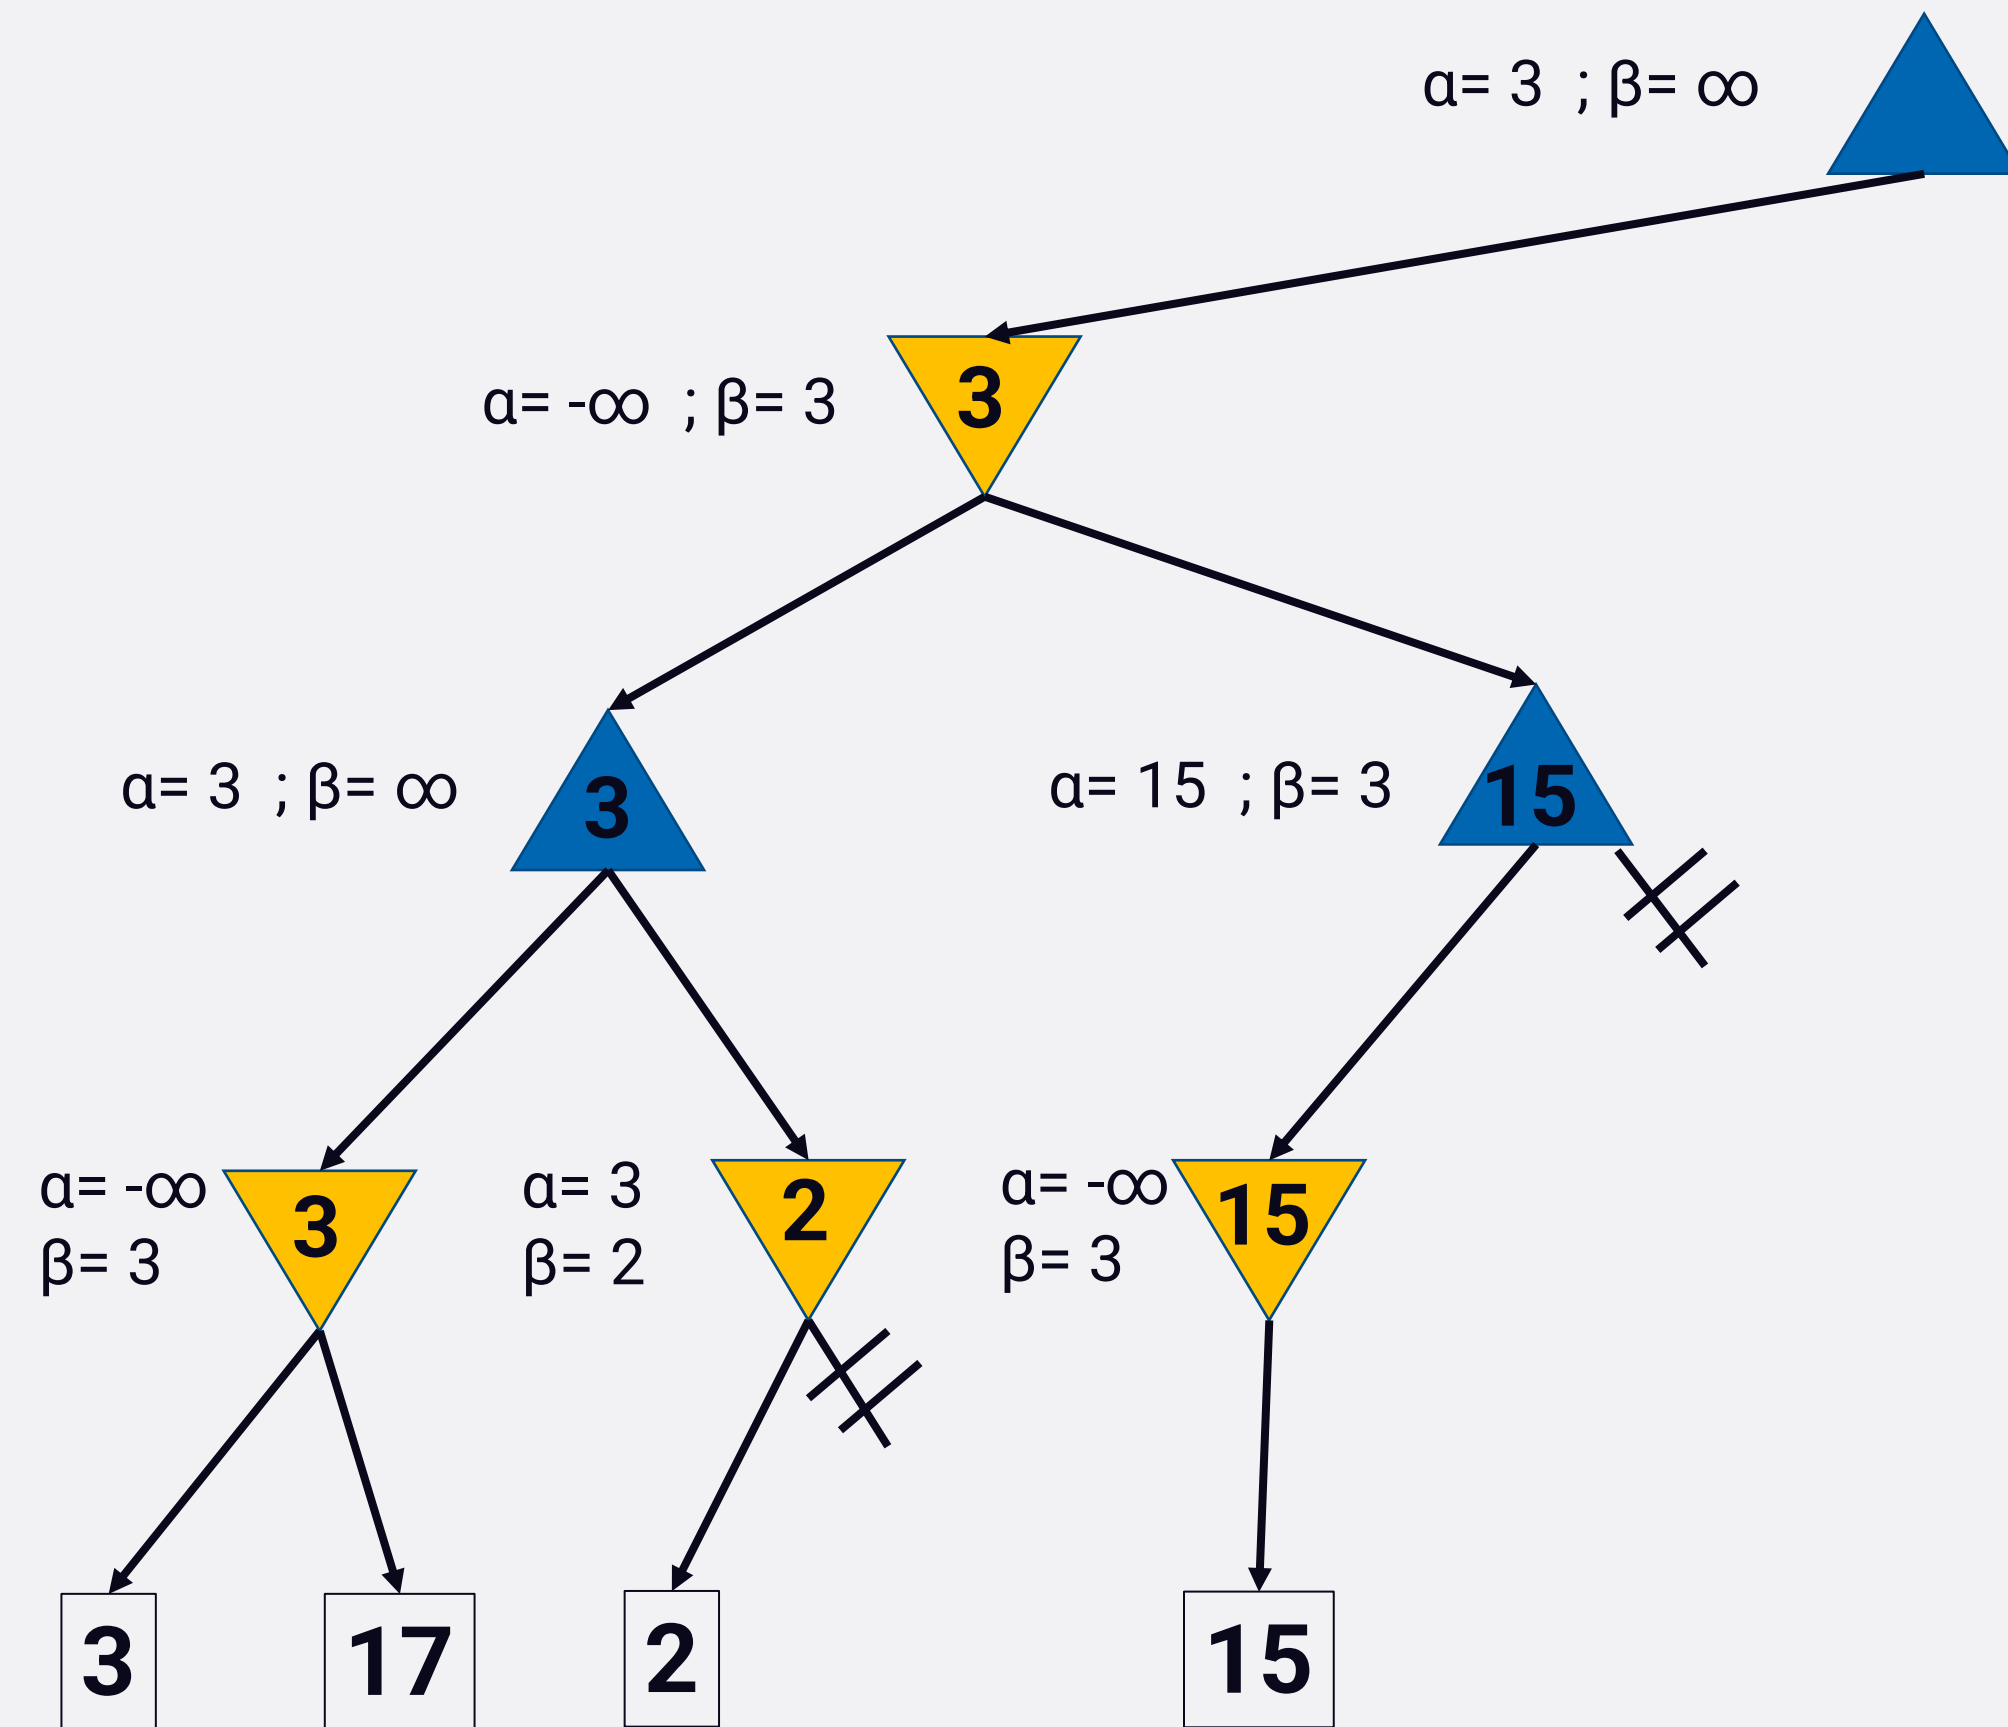 α= 3 ; β= ∞
α= -∞ ; β= 3
3
α= 3 ; β= ∞
3
α= 15 ; β= 3
15
α= -∞
β= 3
3
α= 3
β= 2
2
α= -∞
β= 3
15
3
17
2
15